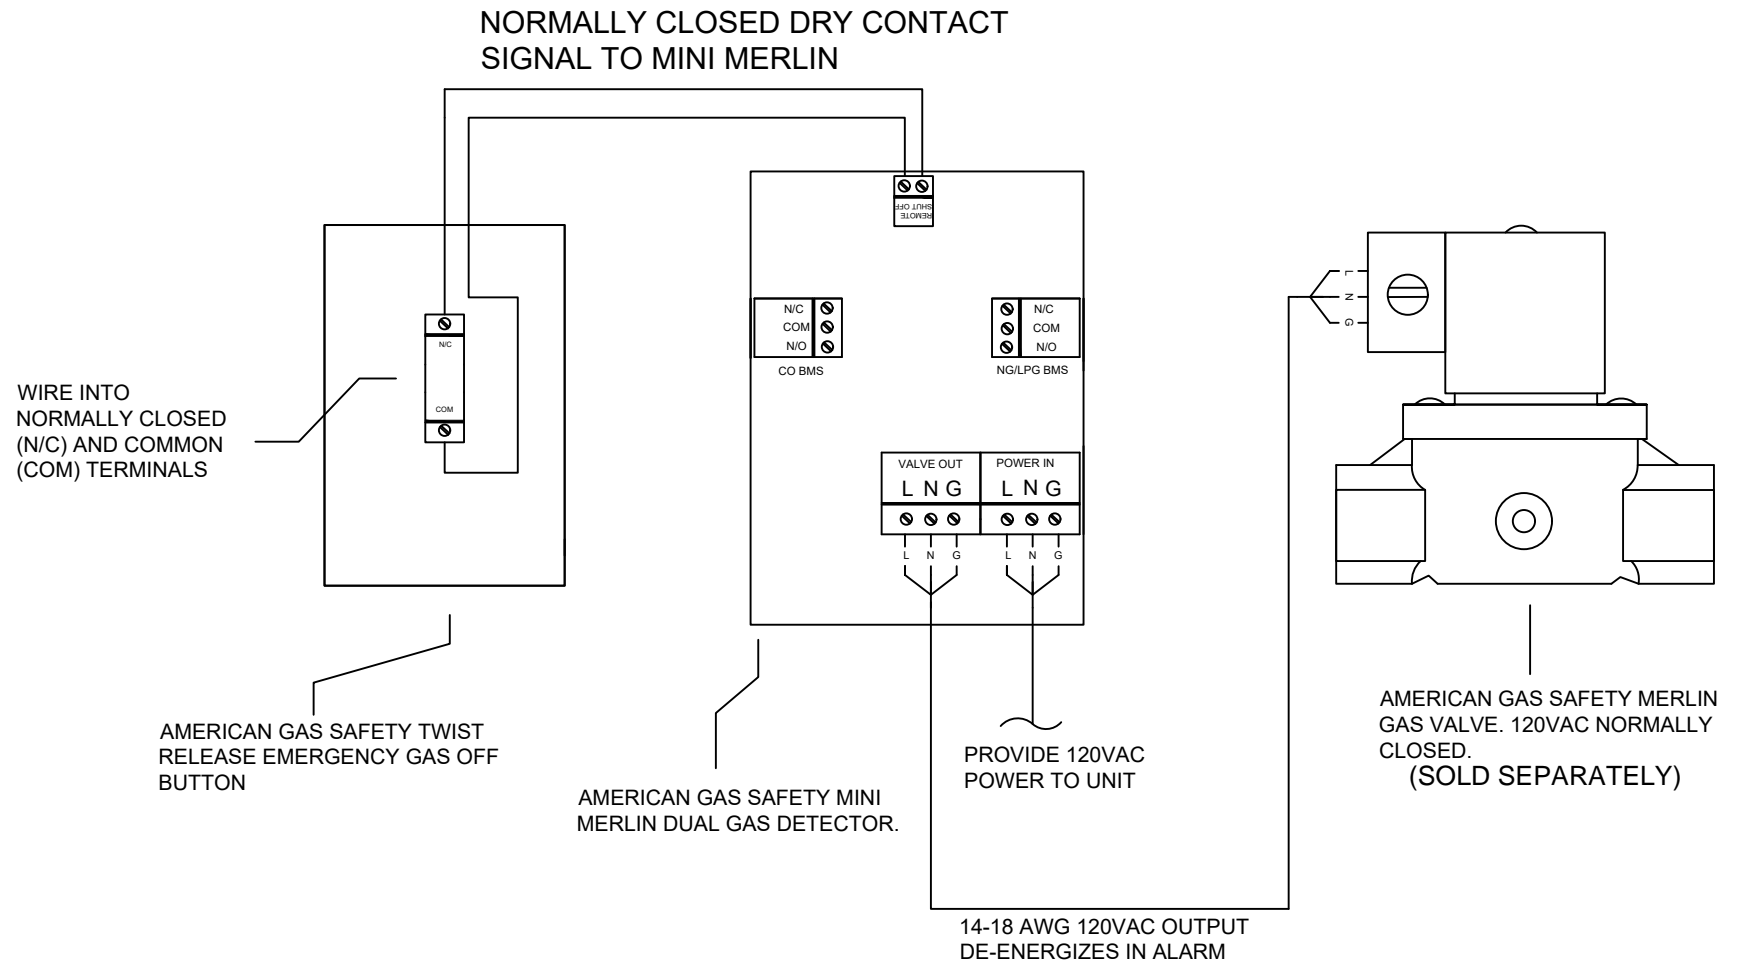 NORMALLY CLOSED DRY CONTACT
SIGNAL TO MINI MERLIN
REMOTE
SHUT OFF
N/C
COM
WIRE INTO
NORMALLY CLOSED
(N/C) AND COMMON
(COM) TERMINALS
N/C
COM
N/O
CO BMS
N/C
COM
N/O
NG/LPG BMS
VALVE OUT
L N G
POWER IN
L N G
L N G
L N G
L
N
G
AMERICAN GAS SAFETY TWIST
RELEASE EMERGENCY GAS OFF
BUTTON
AMERICAN GAS SAFETY MINI
MERLIN DUAL GAS DETECTOR.
PROVIDE 120VAC
POWER TO UNIT
AMERICAN GAS SAFETY MERLIN
GAS VALVE. 120VAC NORMALLY
CLOSED.
(SOLD SEPARATELY)
14-18 AWG 120VAC OUTPUT
DE-ENERGIZES IN ALARM